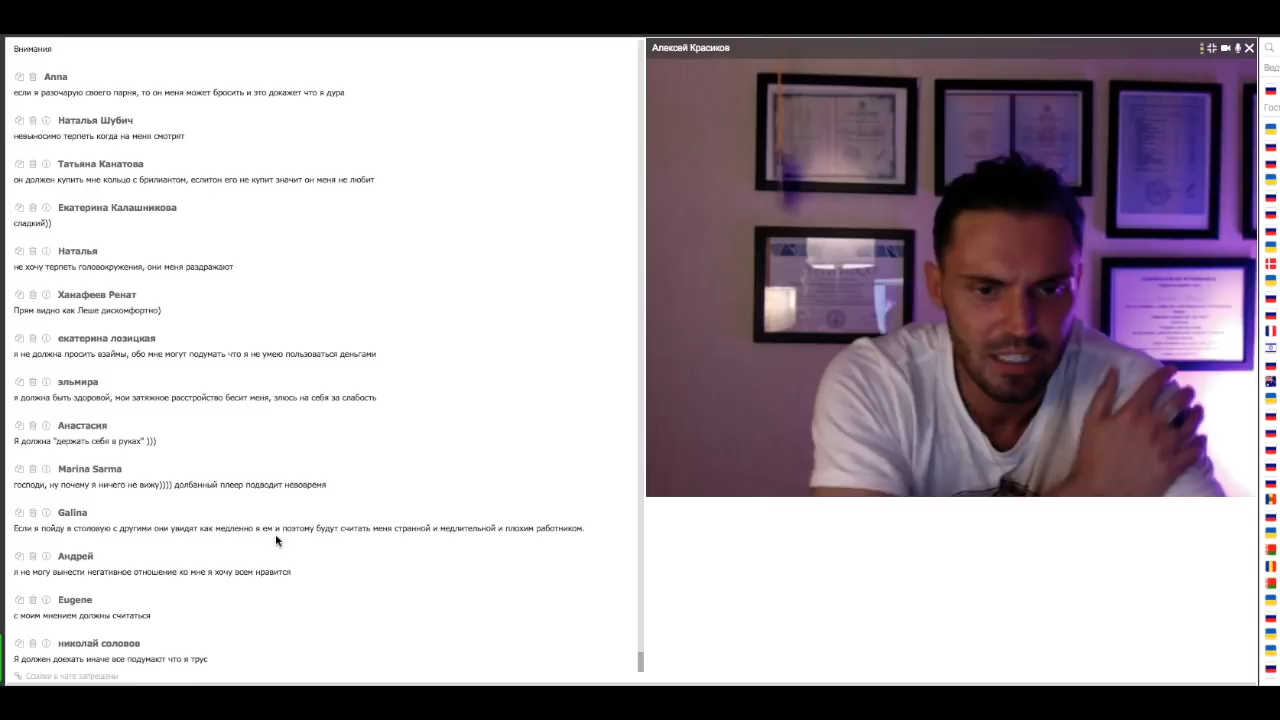 Внимания
Anna
если я разочарую своего парня, то он меня может бросить и это докажет что я дура
Наталья Шубич
невыносимо терпеть когда на меня смотрят
Татьяна Канатова
он должен купить мне кольцо с брилиантом, еслитон его не купит значит он меня не любит
Екатерина Калашникова
сладкий))
Наталья
не хочу терпеть головокружения, они меня раздражают
Ханафеев Ренат
Прям видно как Леше дискомфортно)
екатерина лозицкая
я не должна просить взаймы, обо мне могут подумать что я не умею пользоваться деньгами
эльмира
я должна быть здоровой, мои затяжное расстройство бесит меня, злюсь на себя за слабость
Анастасия
Я должна "держать себя в руках" )))
Marina Sarma
господи, ну почему я ничего не вижу)))) долбанный плеер подводит невовремя
Galina
Если я пойду в столовую с другими они увидят как медленно я ем и поэтому будут считать меня странной и медлительной и плохим работником.
Андрей
я не могу вынести негативное отношение ко мне я хочу всем нравится
Eugene
с моим мнением должны считаться
николай соловов
Я должен доехать иначе все подумают что я трус
Ссылки в чате запрещены
Алексей Красиков
Вед
Гост